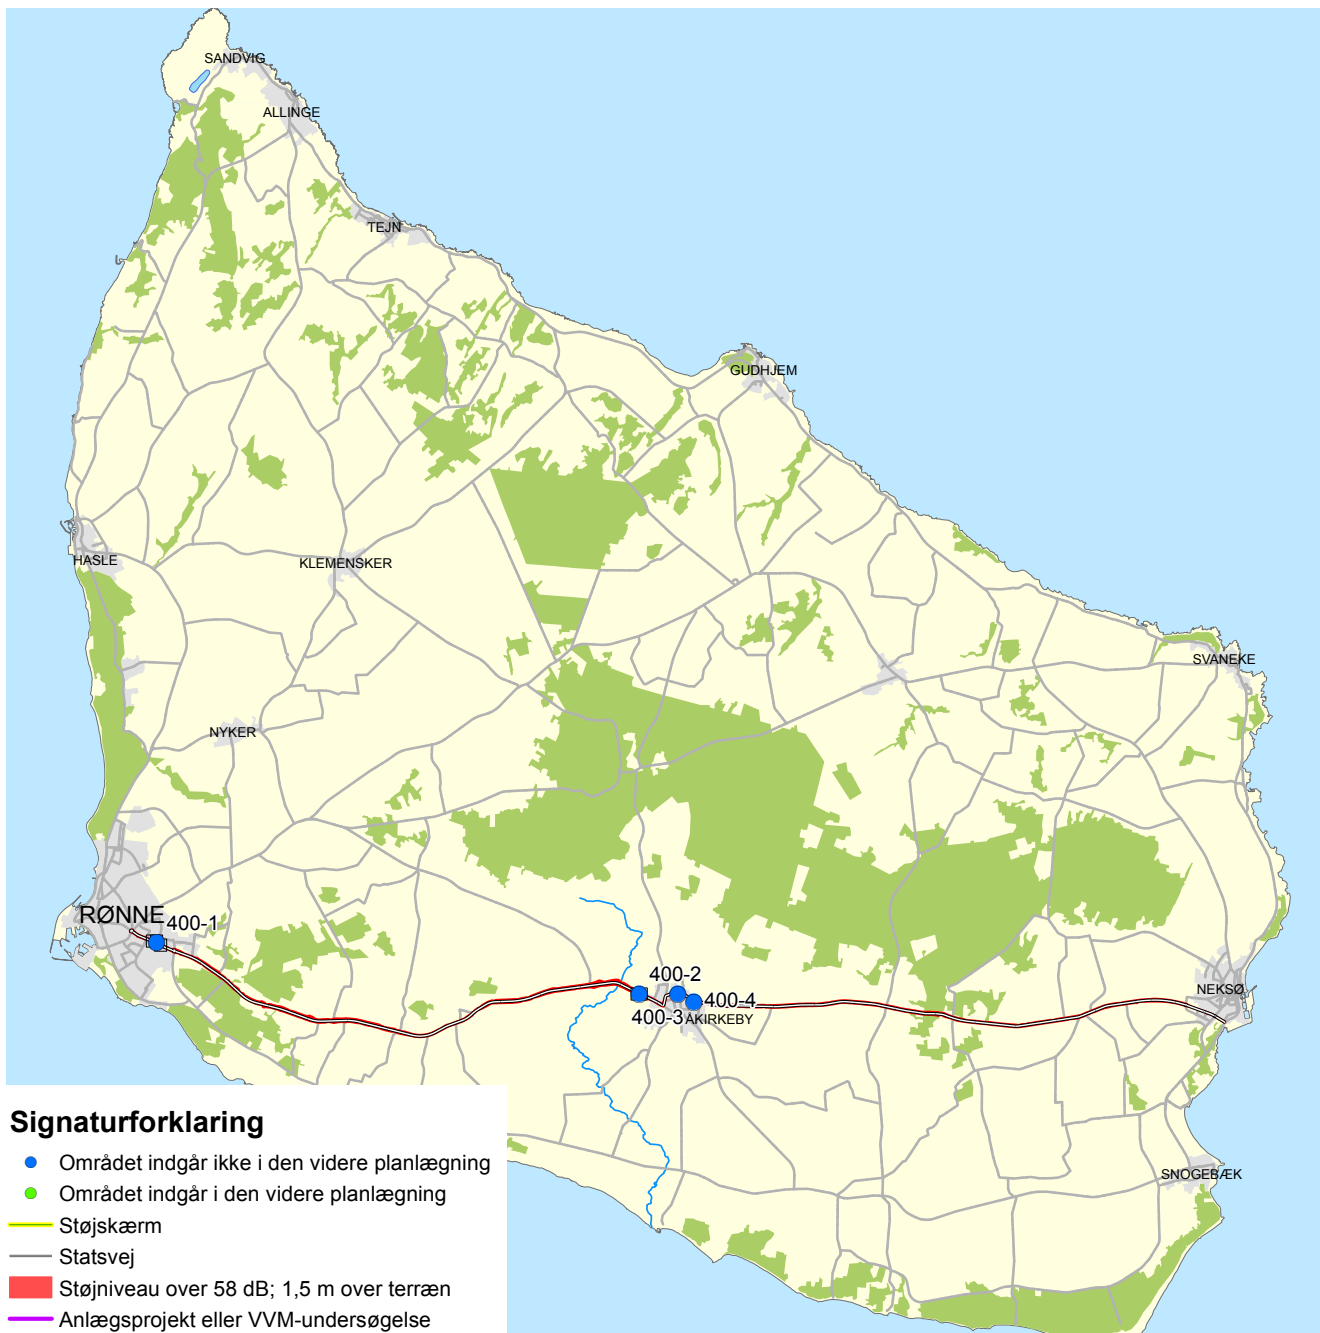 SANDVIG
ALLINGE
TEJN
GUDHJEM
HASLE
KLEMENSKER
SVANEKE
NYKER
RØNNE
400-1
400-2
400-4
400-3
ÅKIRKEBY
NEKSØ
SNOGEBÆK
Signaturforklaring
Området indgår ikke i den videre planlægning
Området indgår i den videre planlægning
Støjskærm
Statsvej
Støjniveau over 58 dB; 1,5 m over terræn
Anlægsprojekt eller VVM-undersøgelse